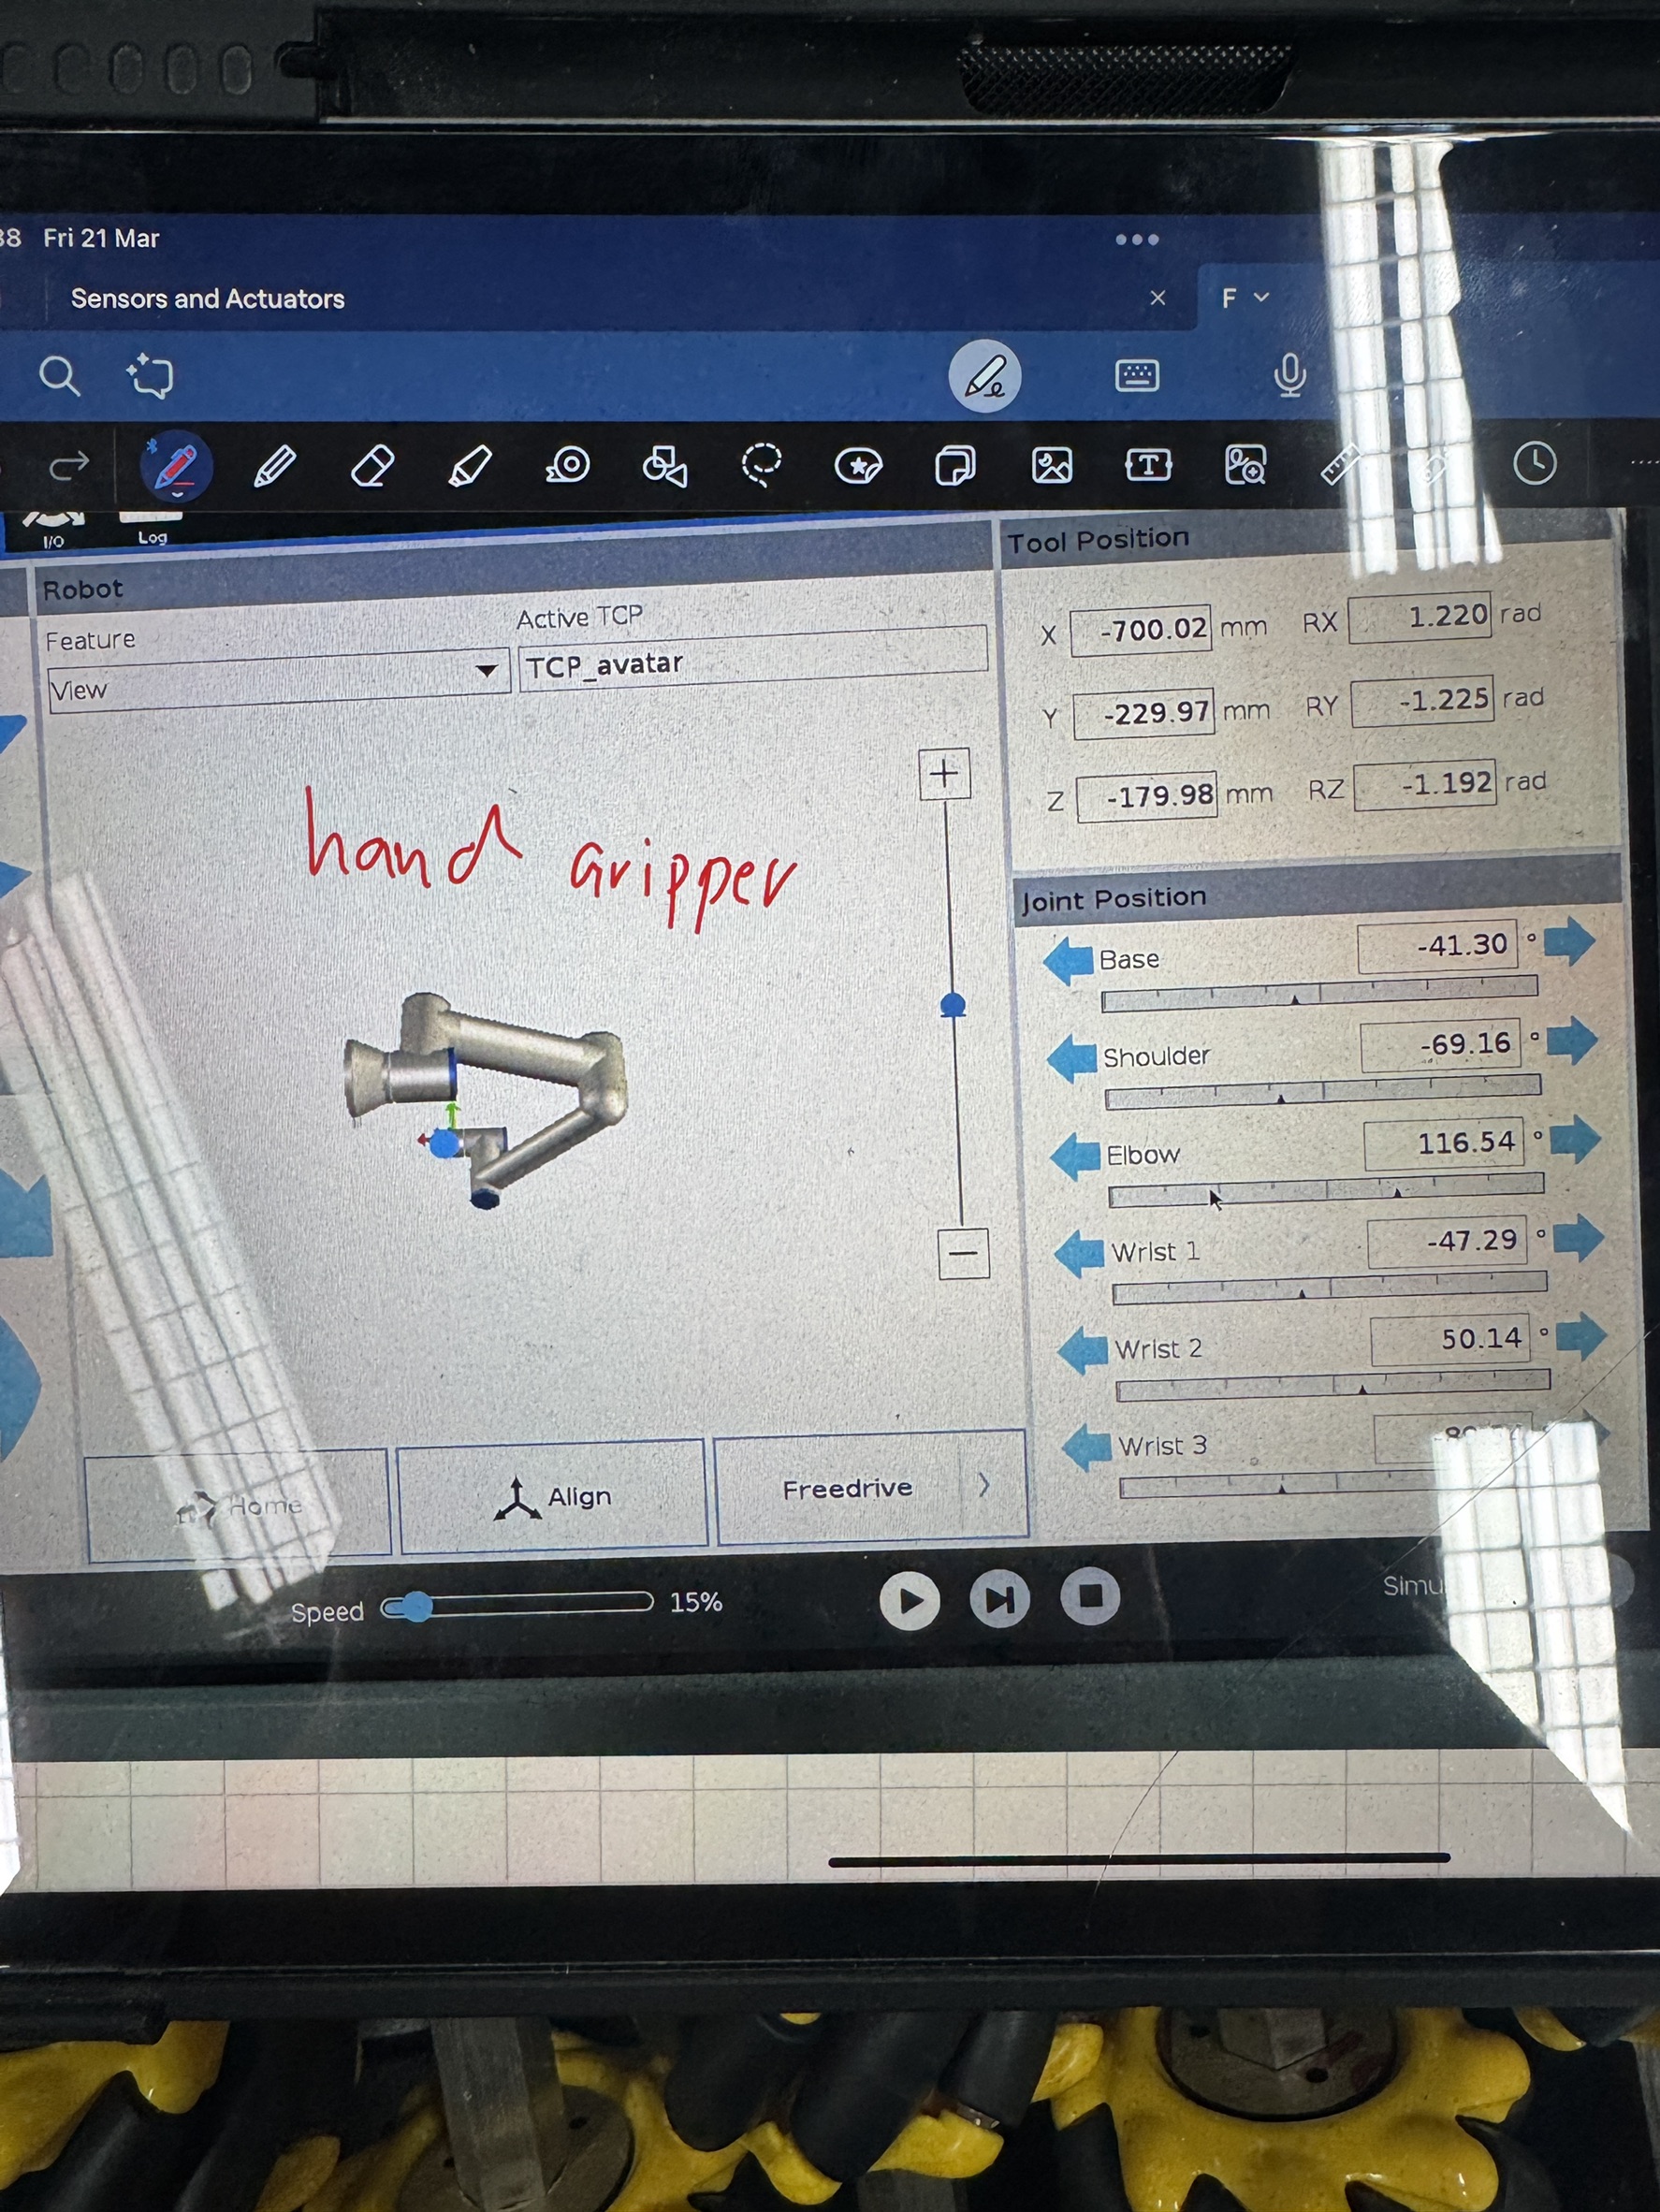 38 Fri 21 Mar
Sensors and Actuators
F
I/O
Log
Robot
Feature
View
Active TCP
TCP_avatar
hand Gripper
Home
Align
Freedrive
Tool Position
X -700.02 mm RX 1.220 rad
Y -229.97 mm RY -1.225 rad
Z -179.98 mm RZ -1.192 rad
Joint Position
Base -41.30 °
Shoulder -69.16 °
Elbow 116.54 °
Wrist 1 -47.29 °
Wrist 2 50.14 °
Wrist 3
Speed 15%
Simu